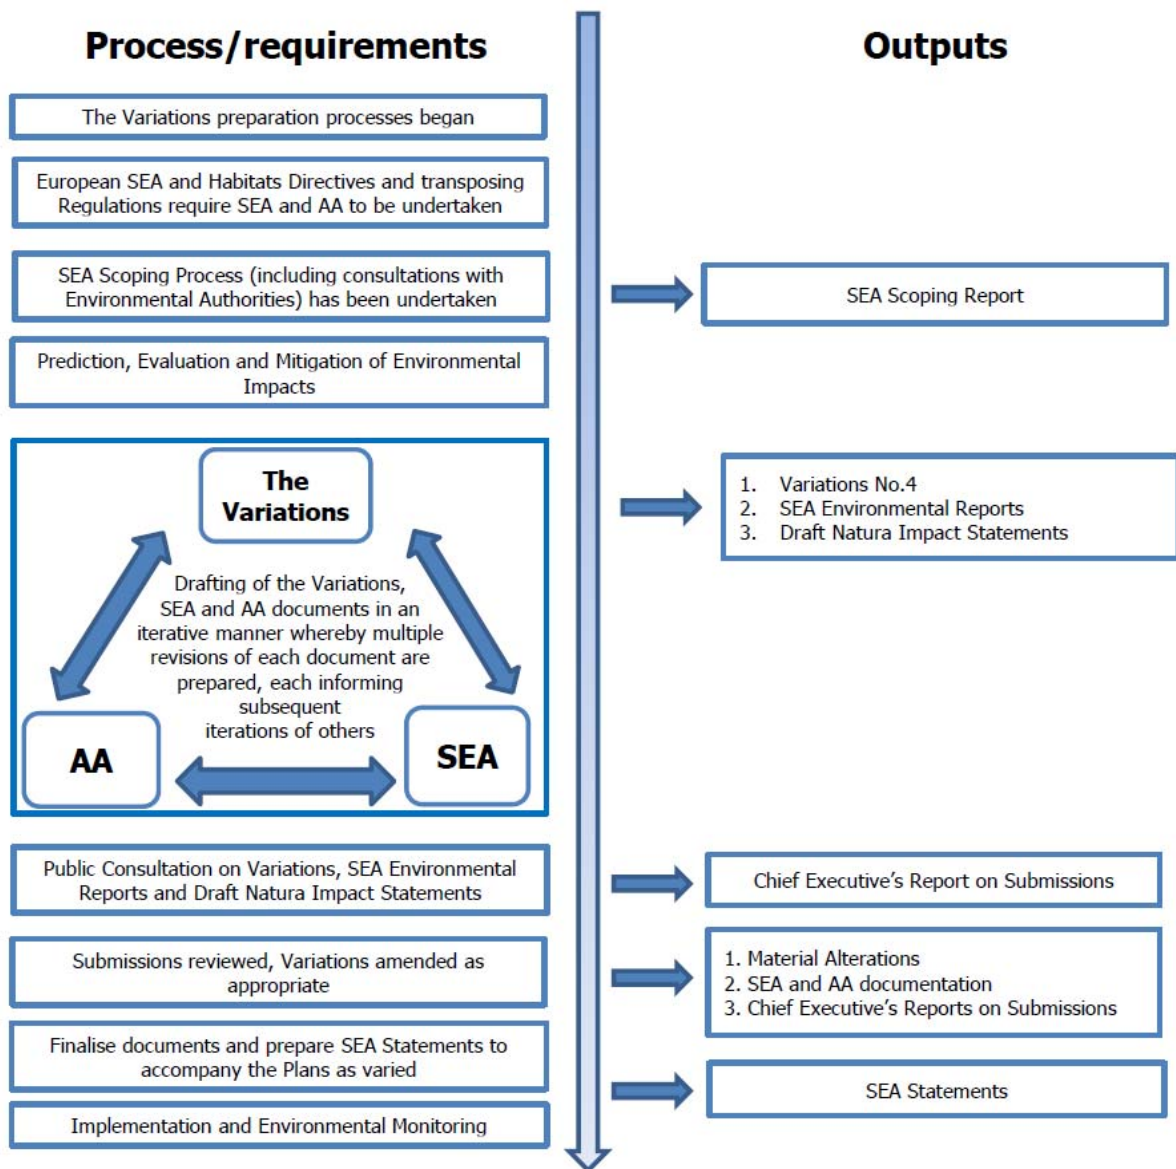 Process/requirements
Outputs
The Variations preparation processes began
European SEA and Habitats Directives and transposing
Regulations require SEA and AA to be undertaken
SEA Scoping Process (including consultations with
Environmental Authorities) has been undertaken
SEA Scoping Report
Prediction, Evaluation and Mitigation of Environmental
Impacts
The
Variations
Drafting of the Variations,
SEA and AA documents in an
iterative manner whereby multiple
revisions of each document are
prepared, each informing
subsequent
iterations of others
AA
SEA
1. Variations No.4
2. SEA Environmental Reports
3. Draft Natura Impact Statements
Public Consultation on Variations, SEA Environmental
Reports and Draft Natura Impact Statements
Chief Executive's Report on Submissions
Submissions reviewed, Variations amended as
appropriate
1. Material Alterations
2. SEA and AA documentation
3. Chief Executive's Reports on Submissions
Finalise documents and prepare SEA Statements to
accompany the Plans as varied
SEA Statements
Implementation and Environmental Monitoring